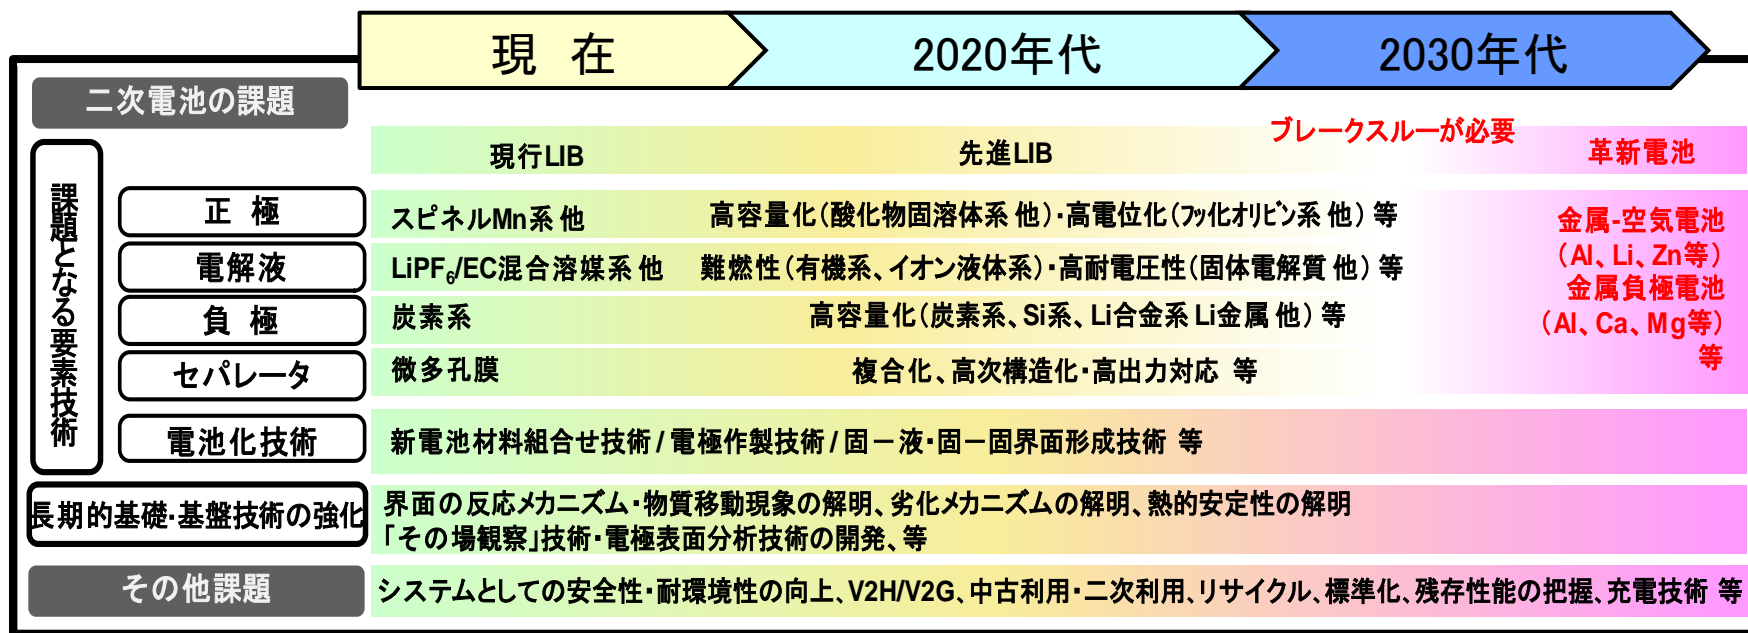 現 在
2020年代
2030年代
二次電池の課題
ブレークスルーが必要
現行LIB
先進LIB
革新電池
課題となる要素技術
正 極
スピネルMn系 他
高容量化(酸化物固溶体系 他)・高電位化(フッ化オリビン系 他) 等
電解液
LiPF₆/EC混合溶媒系 他
難燃性(有機系、イオン液体系)・高耐電圧性(固体電解質 他) 等
負 極
炭素系
高容量化(炭素系、Si系、Li合金系 Li金属 他) 等
セパレータ
微多孔膜
複合化、高次構造化・高出力対応 等
金属-空気電池
(Al、Li、Zn等)
金属負極電池
(Al、Ca、Mg等)
等
電池化技術
新電池材料組合せ技術 / 電極作製技術 / 固-液・固-固界面形成技術 等
長期的基礎・基盤技術の強化
界面の反応メカニズム・物質移動現象の解明、劣化メカニズムの解明、熱的安定性の解明
「その場観察」技術・電極表面分析技術の開発、等
その他課題
システムとしての安全性・耐環境性の向上、V2H/V2G、中古利用・二次利用、リサイクル、標準化、残存性能の把握、充電技術 等